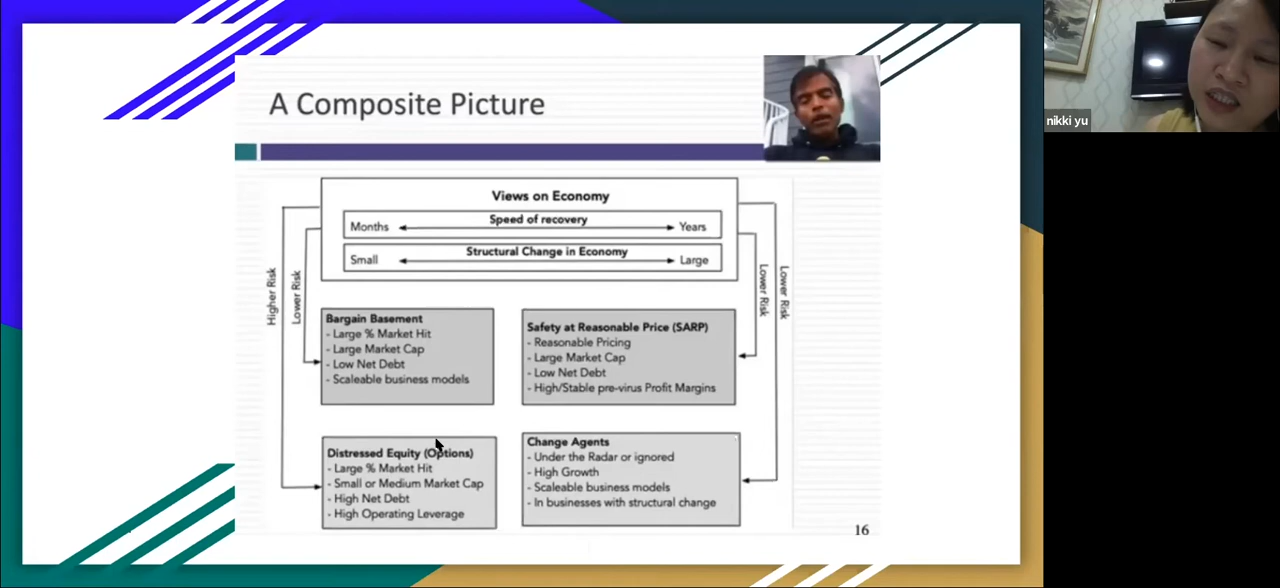 A Composite Picture
Views on Economy
Speed of recovery
Months
Years
Structural Change in Economy
Small
Large
Higher Risk
Lower Risk
Lower Risk
Lower Risk
Bargain Basement
- Large % Market Hit
- Large Market Cap
- Low Net Debt
- Scaleable business models
Safety at Reasonable Price (SARP)
- Reasonable Pricing
- Large Market Cap
- Low Net Debt
- High/Stable pre-virus Profit Margins
Distressed Equity (Options)
- Large % Market Hit
- Small or Medium Market Cap
- High Net Debt
- High Operating Leverage
Change Agents
- Under the Radar or ignored
- High Growth
- Scaleable business models
- In businesses with structural change
16
nikki yu